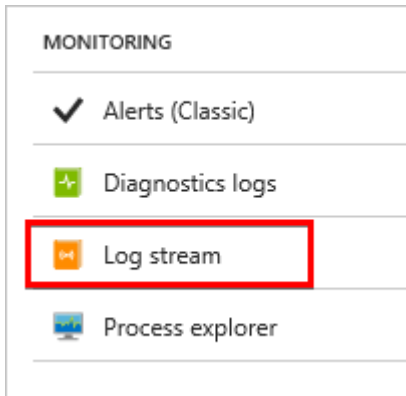 MONITORING
Alerts (Classic)
Diagnostics logs
Log stream
Process explorer